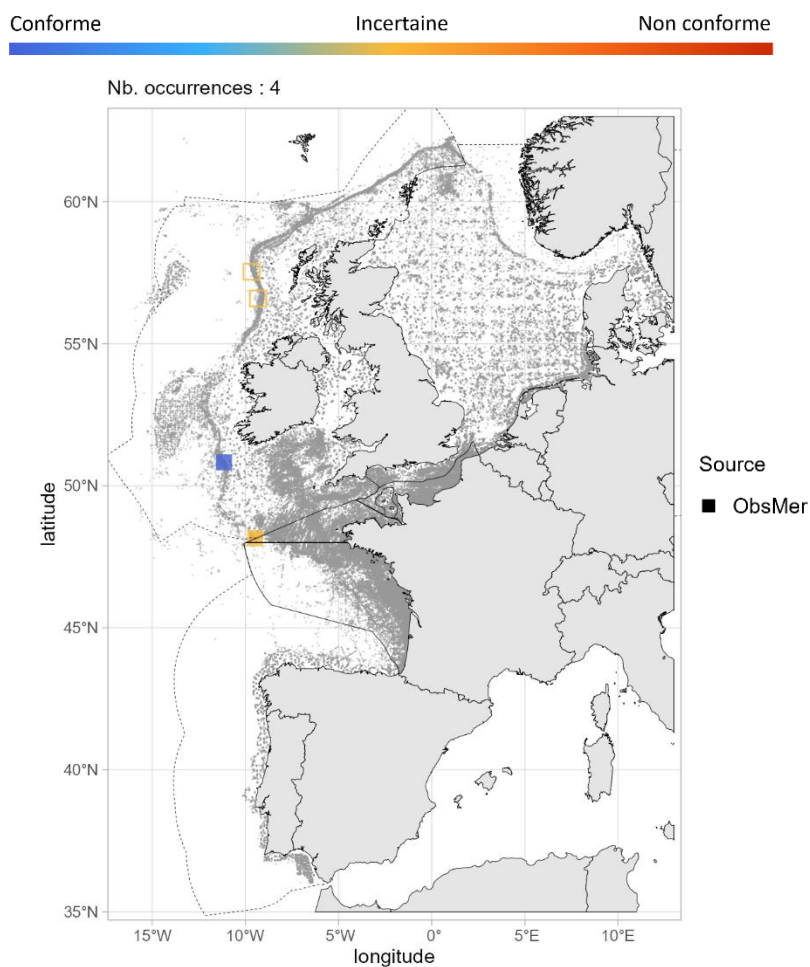 Conforme Incertaine Non conforme
Nb. occurrences : 4
60°N
55°N
50°N
45°N
40°N
35°N
latitude
15°W 10°W 5°W 0° 5°E 10°E
longitude
Source
ObsMer